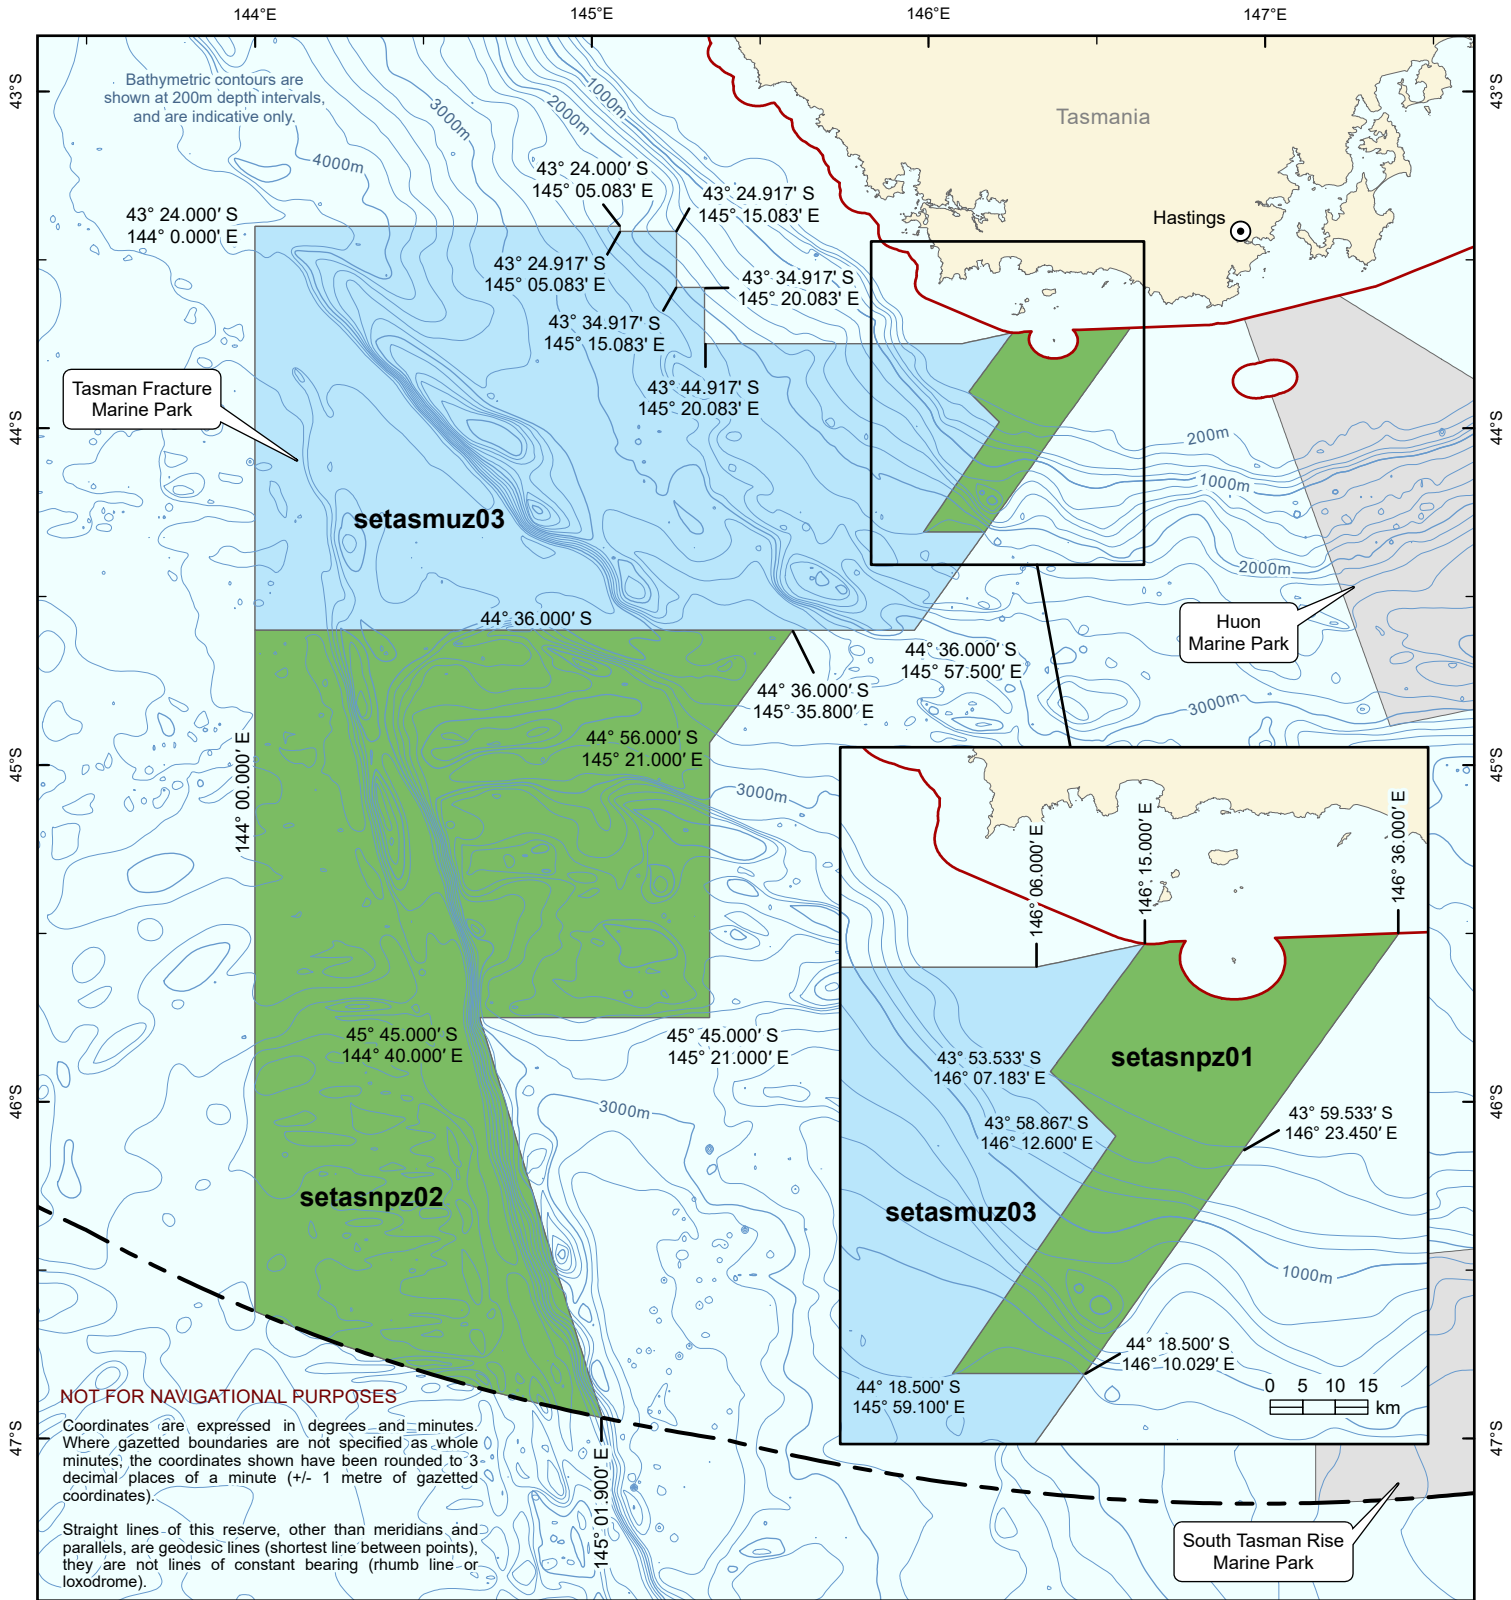 144°E
145°E
146°E
147°E
43°S
43°S
Bathymetric contours are
shown at 200m depth intervals,
and are indicative only.
1000m
2000m
3000m
4000m
Tasmania
Hastings
43° 24.000′ S
145° 05.083′ E
43° 24.917′ S
145° 15.083′ E
43° 24.000′ S
144° 0.000′ E
43° 24.917′ S
145° 05.083′ E
43° 34.917′ S
145° 20.083′ E
43° 34.917′ S
145° 15.083′ E
43° 44.917′ S
145° 20.083′ E
Tasman Fracture
Marine Park
44°S
44°S
200m
1000m
2000m
setasmuz03
44° 36.000′ S
Huon
Marine Park
44° 36.000′ S
145° 57.500′ E
44° 36.000′ S
145° 35.800′ E
3000m
44° 56.000′ S
145° 21.000′ E
144° 00.000′ E
45°S
45°S
3000m
146° 06.000′ E
146° 15.000′ E
146° 36.000′ E
45° 45.000′ S
144° 40.000′ E
45° 45.000′ S
145° 21.000′ E
43° 53.533′ S
146° 07.183′ E
setasnpz01
46°S
46°S
3000m
43° 58.867′ S
146° 12.600′ E
43° 59.533′ S
146° 23.450′ E
setasnpz02
setasmuz03
1000m
44° 18.500′ S
146° 10.029′ E
44° 18.500′ S
145° 59.100′ E
0 5 10 15
km
NOT FOR NAVIGATIONAL PURPOSES
Coordinates are expressed in degrees and minutes.
Where gazetted boundaries are not specified as whole
minutes, the coordinates shown have been rounded to 3
decimal places of a minute (+/- 1 metre of gazetted
coordinates).
47°S
47°S
145° 01.900′ E
Straight lines of this reserve, other than meridians and
parallels, are geodesic lines (shortest line between points),
they are not lines of constant bearing (rhumb line or
loxodrome).
South Tasman Rise
Marine Park